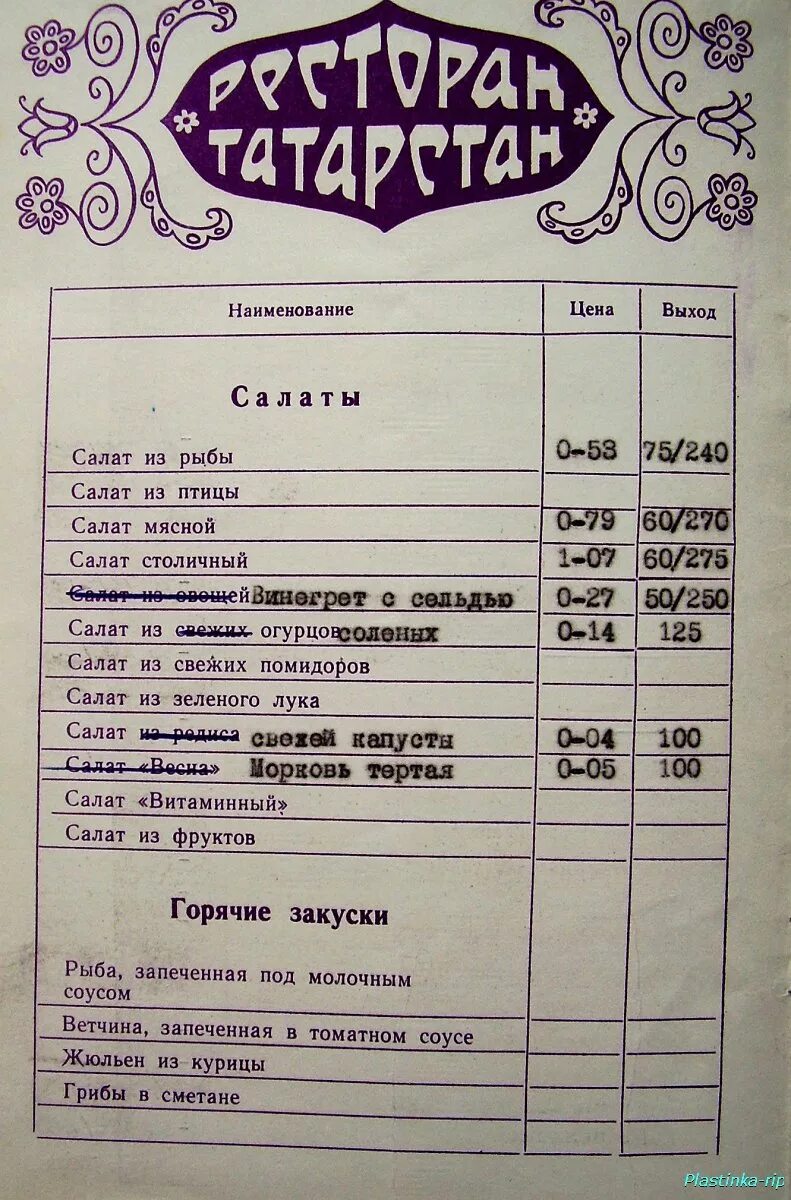 РЕСТОРАН
ТАТАРСТАН
Наименование Цена Выход
Салаты
Салат из рыбы 0-53 75/240
Салат из птицы
Салат мясной 0-79 60/270
Салат столичный 1-07 60/275
Салат из овощей Винегрет с сельдью 0-27 50/250
Салат из свежих огурцов соленых 0-14 125
Салат из свежих помидоров
Салат из зеленого лука
Салат из редиса свежей капусты 0-04 100
Салат «Весна» Морковь тертая 0-05 100
Салат «Витаминный»
Салат из фруктов
Горячие закуски
Рыба, запеченная под молочным
соусом
Ветчина, запеченная в томатном соусе
Жюльен из курицы
Грибы в сметане
Plastinka-rip